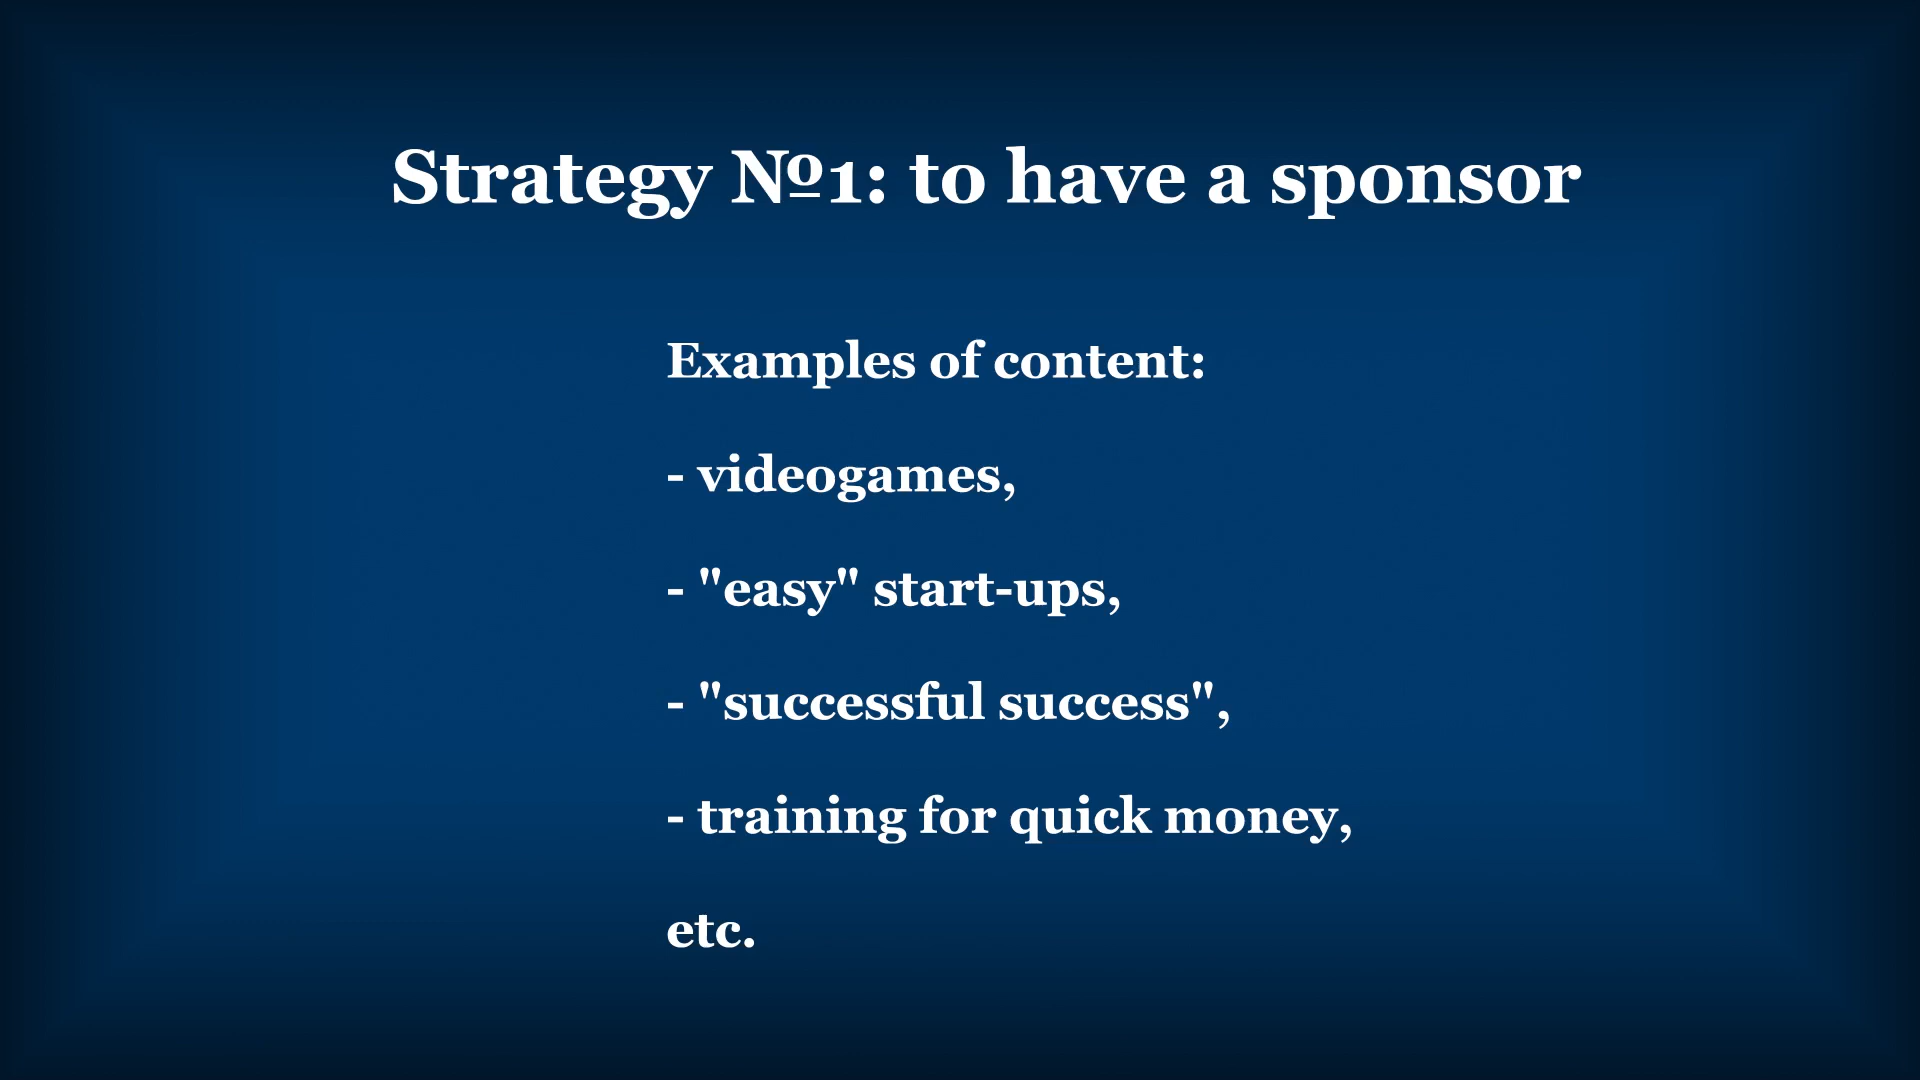 Strategy №1: to have a sponsor
Examples of content:
- videogames,
- "easy" start-ups,
- "successful success",
- training for quick money,
etc.